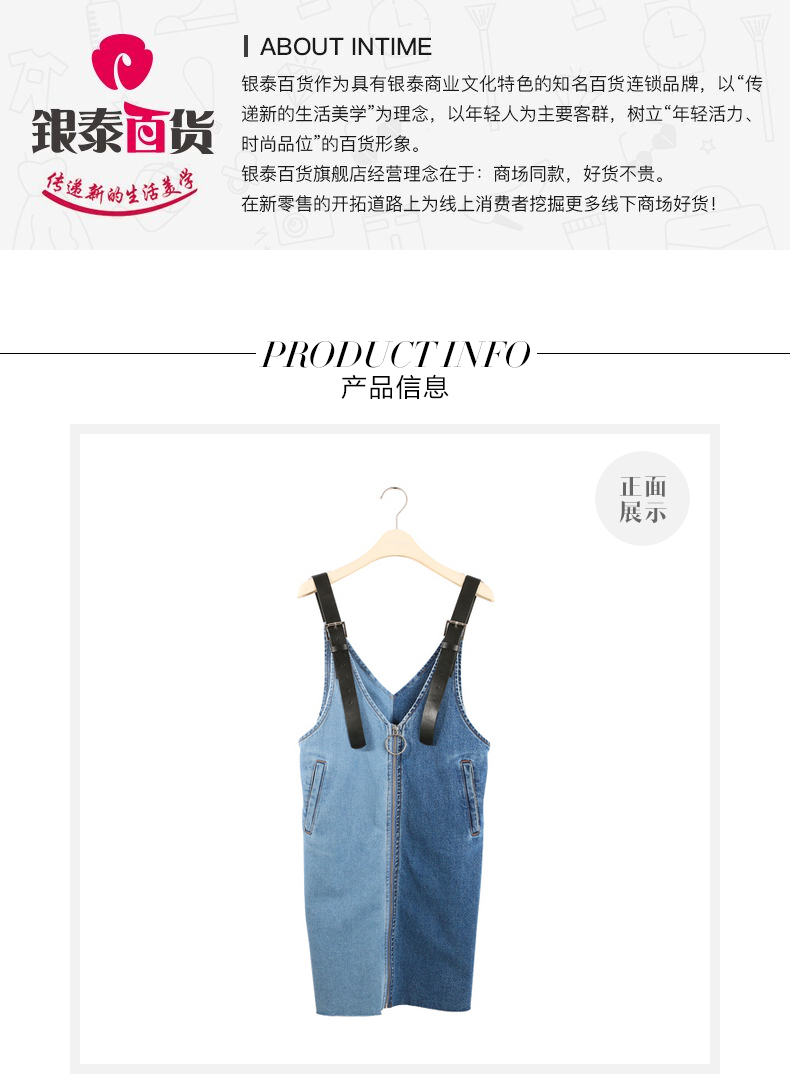 银泰百货
传递新的生活美学
ABOUT INTIME
银泰百货作为具有银泰商业文化特色的知名百货连锁品牌，以“传
递新的生活美学”为理念，以年轻人为主要客群，树立“年轻活力、
时尚品位”的百货形象。
银泰百货旗舰店经营理念在于：商场同款，好货不贵。
在新零售的开拓道路上为线上消费者挖掘更多线下商场好货！
PRODUCT INFO
产品信息
正面
展示